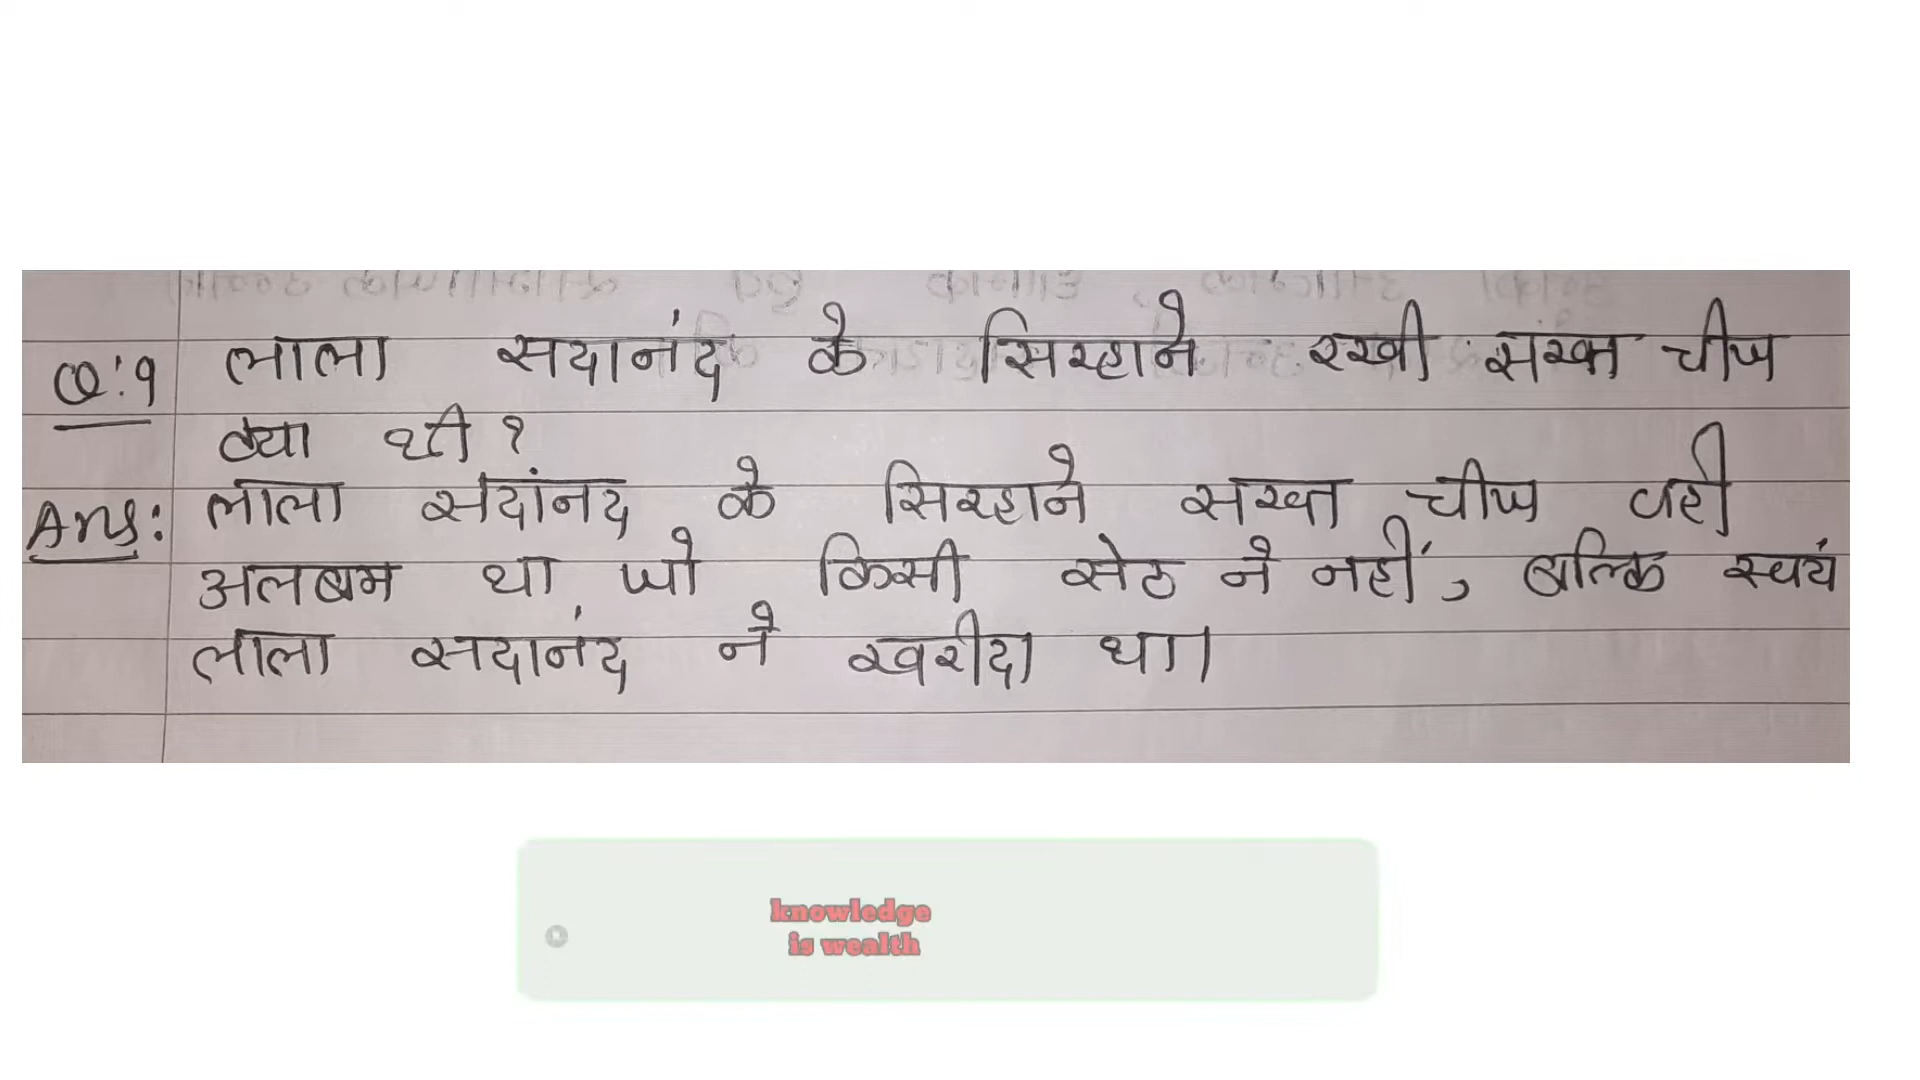 Q:9 लाला सदानंद के सिरहाने रखी सख्त चीज
क्या थी?
Ans: लाला सदांनद के सिरहाने सख्त चीज वही
अलबम था जो किसी सेठ ने नहीं, बल्कि स्वयं
लाला सदानंद ने खरीदा था।
knowledge
is wealth